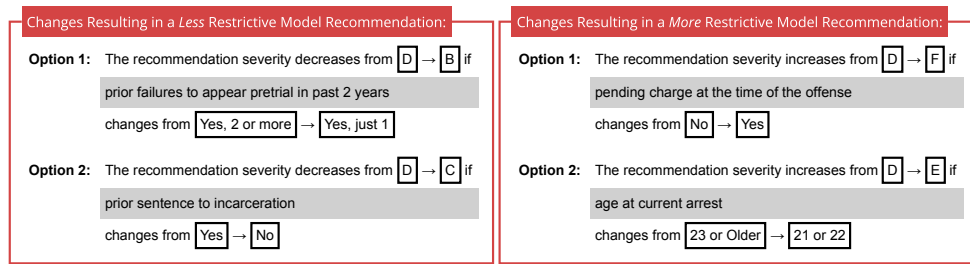 Changes Resulting in a Less Restrictive Model Recommendation:
Option 1: The recommendation severity decreases from D → B if
prior failures to appear pretrial in past 2 years
changes from Yes, 2 or more → Yes, just 1
Option 2: The recommendation severity decreases from D → C if
prior sentence to incarceration
changes from Yes → No
Changes Resulting in a More Restrictive Model Recommendation:
Option 1: The recommendation severity increases from D → F if
pending charge at the time of the offense
changes from No → Yes
Option 2: The recommendation severity increases from D → E if
age at current arrest
changes from 23 or Older → 21 or 22